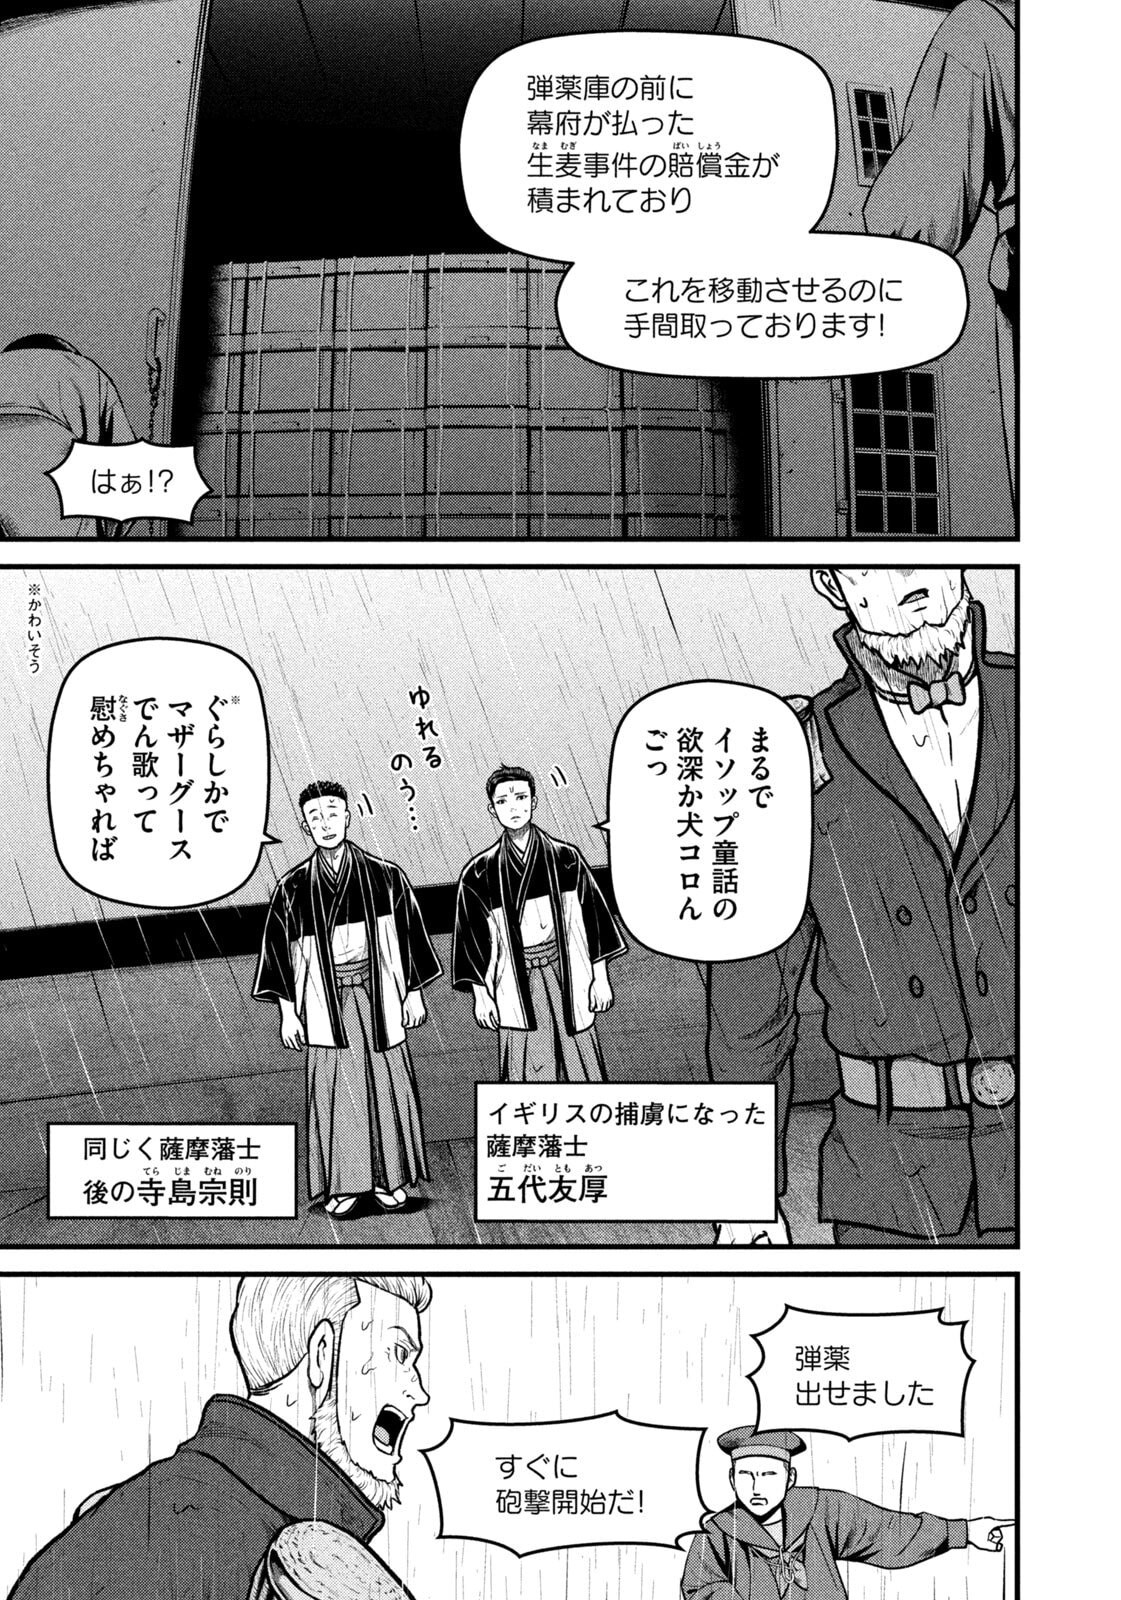 弾薬庫の前に
幕府が払った
生麦事件の賠償金が
積まれており
これを移動させるのに
手間取っております!
はぁ!?
まるで
イソップ童話の
欲深か犬コロん
ごっ
ゆれる
のう…
※ぐらしかで
マザーグース
でん歌って
慰めちゃれば
※かわいそう
イギリスの捕虜になった
薩摩藩士
五代友厚
同じく薩摩藩士
後の寺島宗則
弾薬
出せました
すぐに
砲撃開始だ!